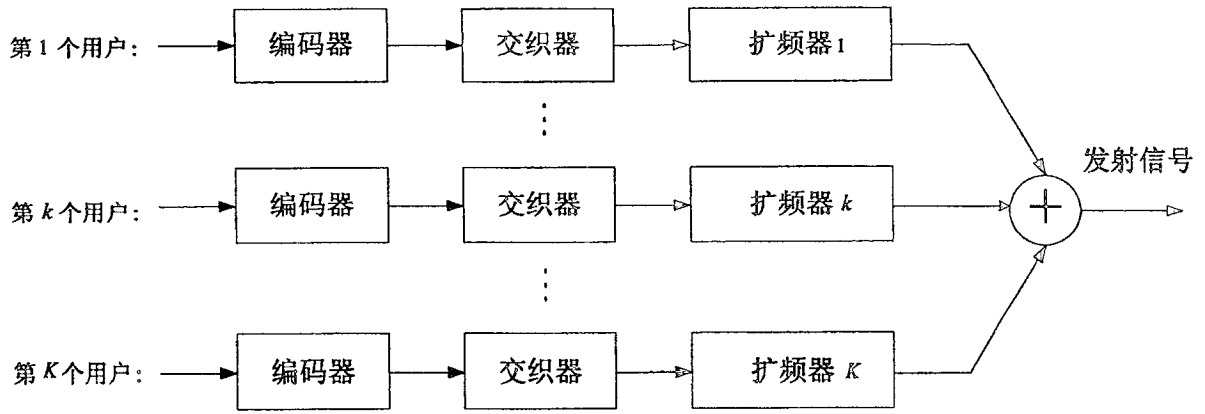 第 1 个用户： 编码器 交织器 扩频器 1
发射信号
第 k 个用户： 编码器 交织器 扩频器 k
第 K 个用户： 编码器 交织器 扩频器 K